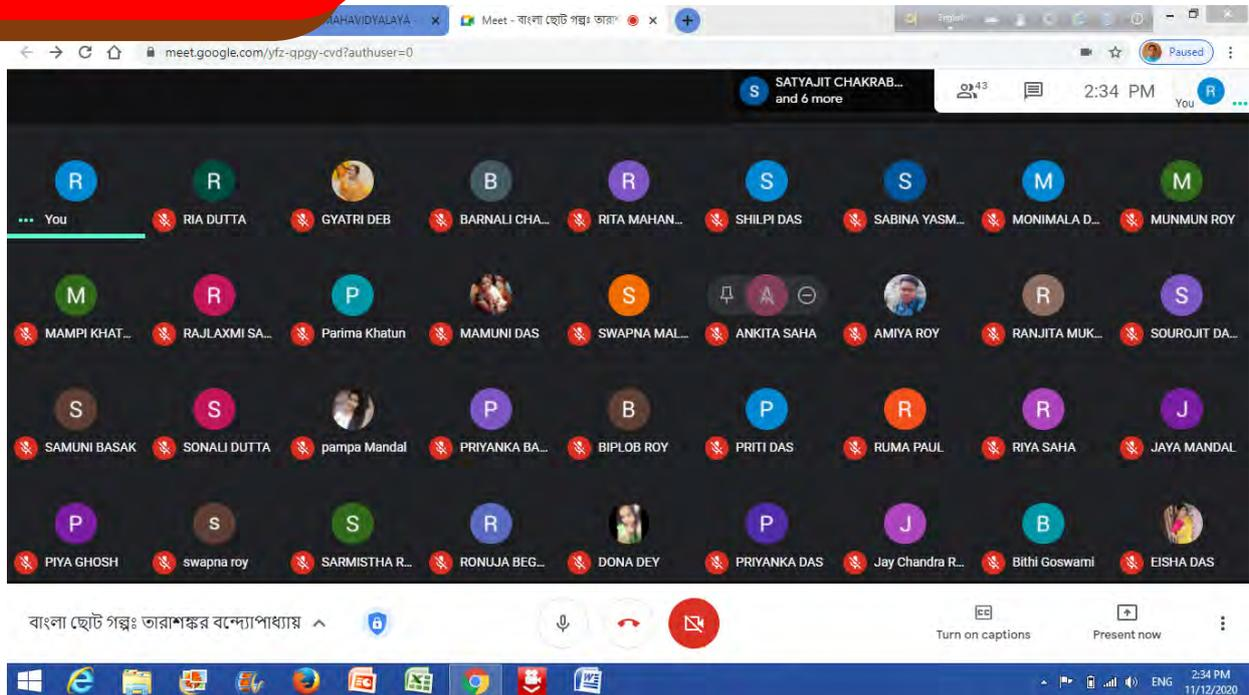 MAHAVIDYALAYA - × Meet - বাংলা ছোট গল্পঃ তারা ×
meet.google.com/yfz-qpgy-cvd?authuser=0 Paused
S SATYAJIT CHAKRAB... and 6 more 43 2:34 PM You R
R R B R S S M M
You RIA DUTTA GYATRI DEB BARNALI CHA... RITA MAHAN... SHILPI DAS SABINA YASM... MONIMALA D... MUNMUN ROY
M R P S A R S
MAMPI KHAT... RAJLAXMI SA... Parima Khatun MAMUNI DAS SWAPNA MAL... ANKITA SAHA AMIYA ROY RANJITA MUK... SOUROJIT DA...
S S P B P R R J
SAMUNI BASAK SONALI DUTTA pampa Mandal PRIYANKA BA... BIPLOB ROY PRITI DAS RUMA PAUL RIYA SAHA JAYA MANDAL
P s S R P J B
PIYA GHOSH swapna roy SARMISTHA R... RONUJA BEG... DONA DEY PRIYANKA DAS Jay Chandra R... Bithi Goswami EISHA DAS
বাংলা ছোট গল্পঃ তারাশঙ্কর বন্দ্যোপাধ্যায় Turn on captions Present now
ENG 2:34 PM
11/12/2020